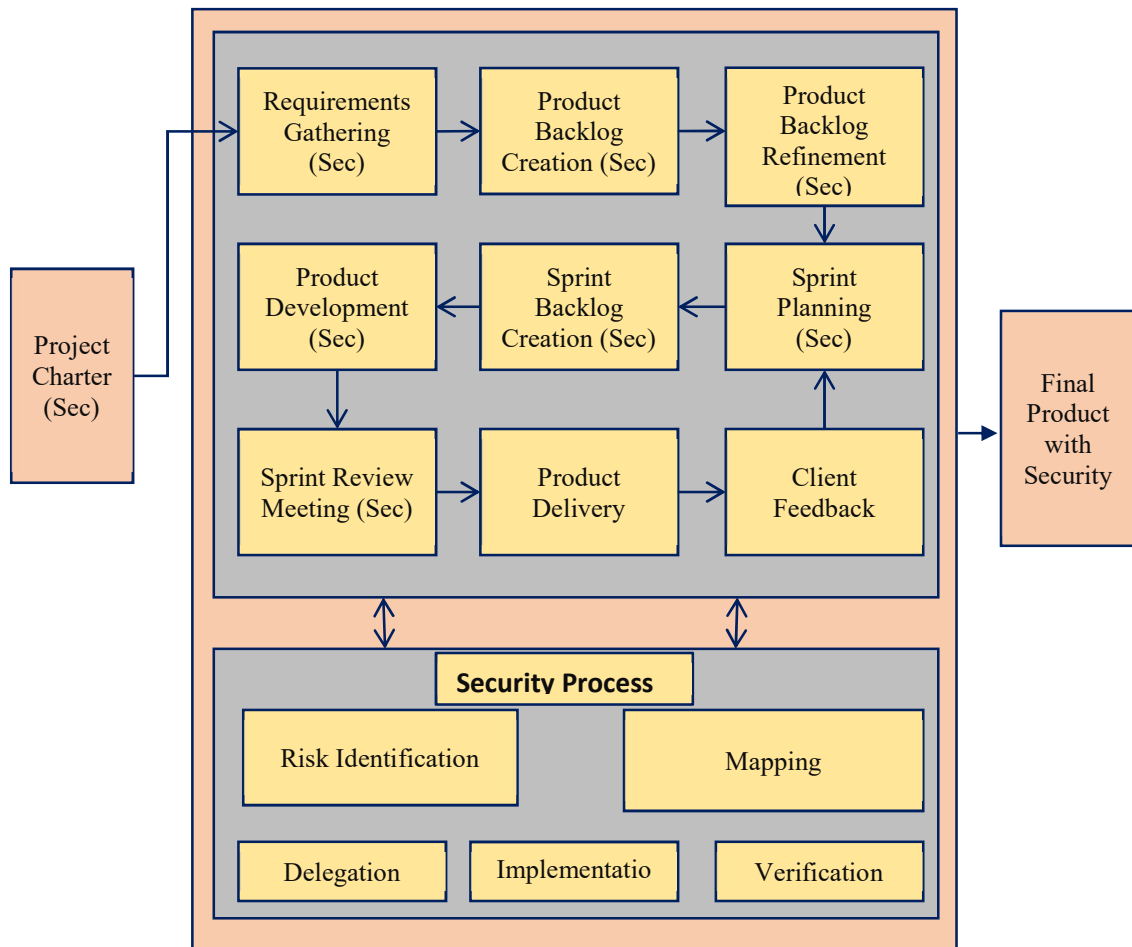 Requirements
Gathering
(Sec)
Product
Backlog
Creation (Sec)
Product
Backlog
Refinement
(Sec)
Product
Development
(Sec)
Sprint
Backlog
Creation (Sec)
Sprint
Planning
(Sec)
Project
Charter
(Sec)
Final
Product
with
Security
Sprint Review
Meeting (Sec)
Product
Delivery
Client
Feedback
Security Process
Risk Identification
Mapping
Delegation
Implementatio
Verification